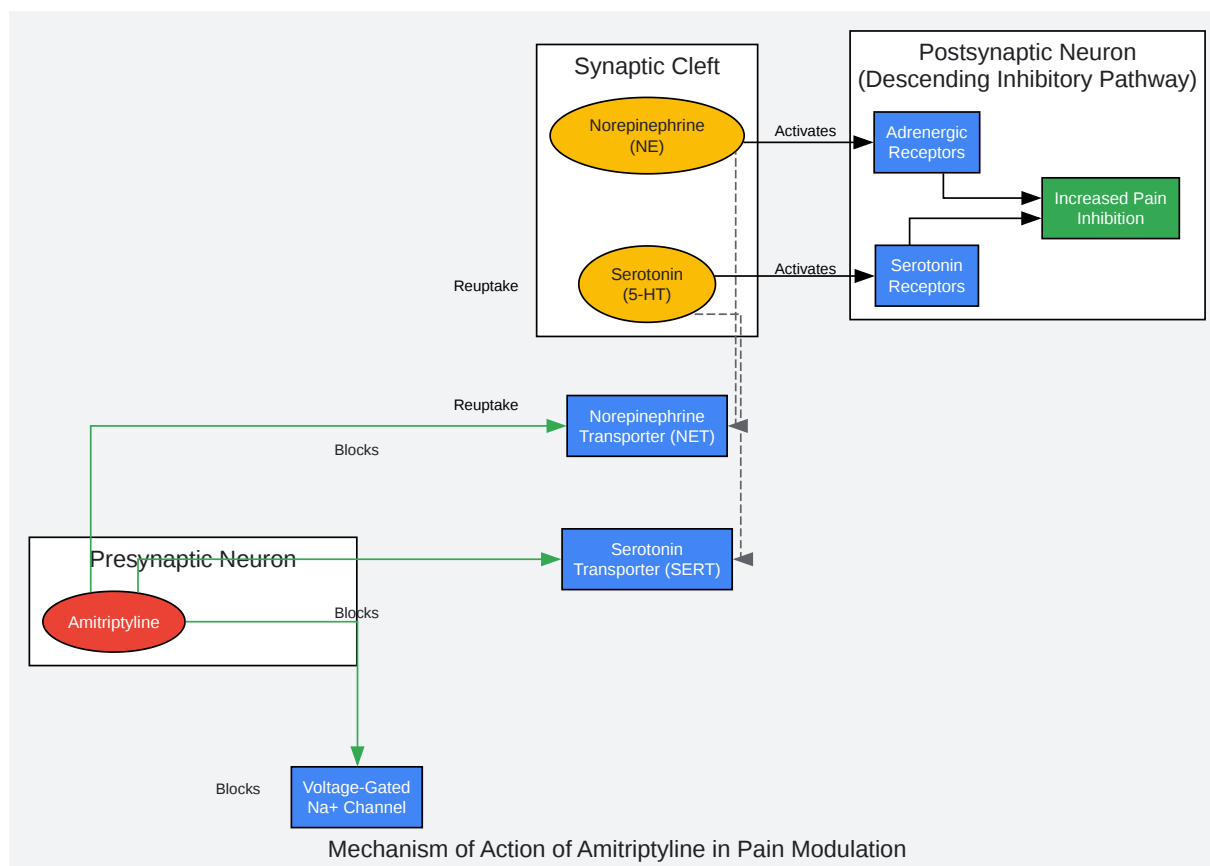 Synaptic Cleft
Norepinephrine
(NE)
Serotonin
(5-HT)
Activates
Activates
Postsynaptic Neuron
(Descending Inhibitory Pathway)
Adrenergic
Receptors
Increased Pain
Inhibition
Serotonin
Receptors
Reuptake
Reuptake
Norepinephrine
Transporter (NET)
Blocks
Serotonin
Transporter (SERT)
Presynaptic Neuron
Amitriptyline
Blocks
Blocks
Voltage-Gated
Na+ Channel
Mechanism of Action of Amitriptyline in Pain Modulation